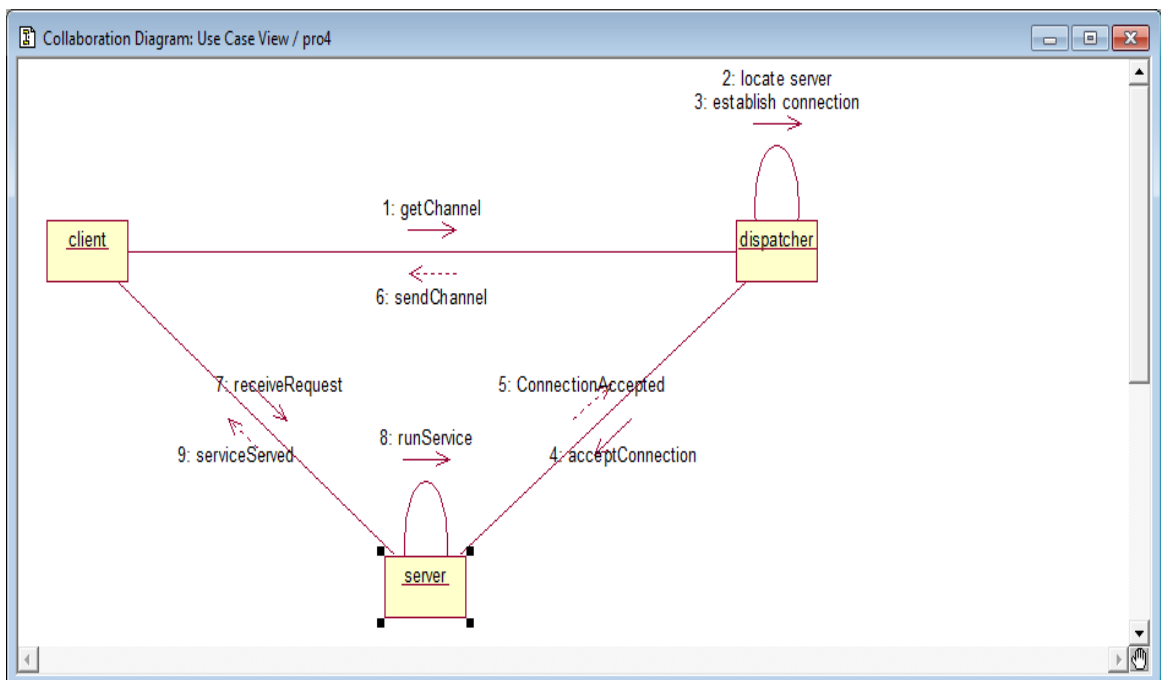 Collaboration Diagram: Use Case View / pro4
2: locate server
3: establish connection
1: getChannel
client
dispatcher
6: sendChannel
7: receiveRequest
5: ConnectionAccepted
8: runService
9: serviceServed
4: acceptConnection
server